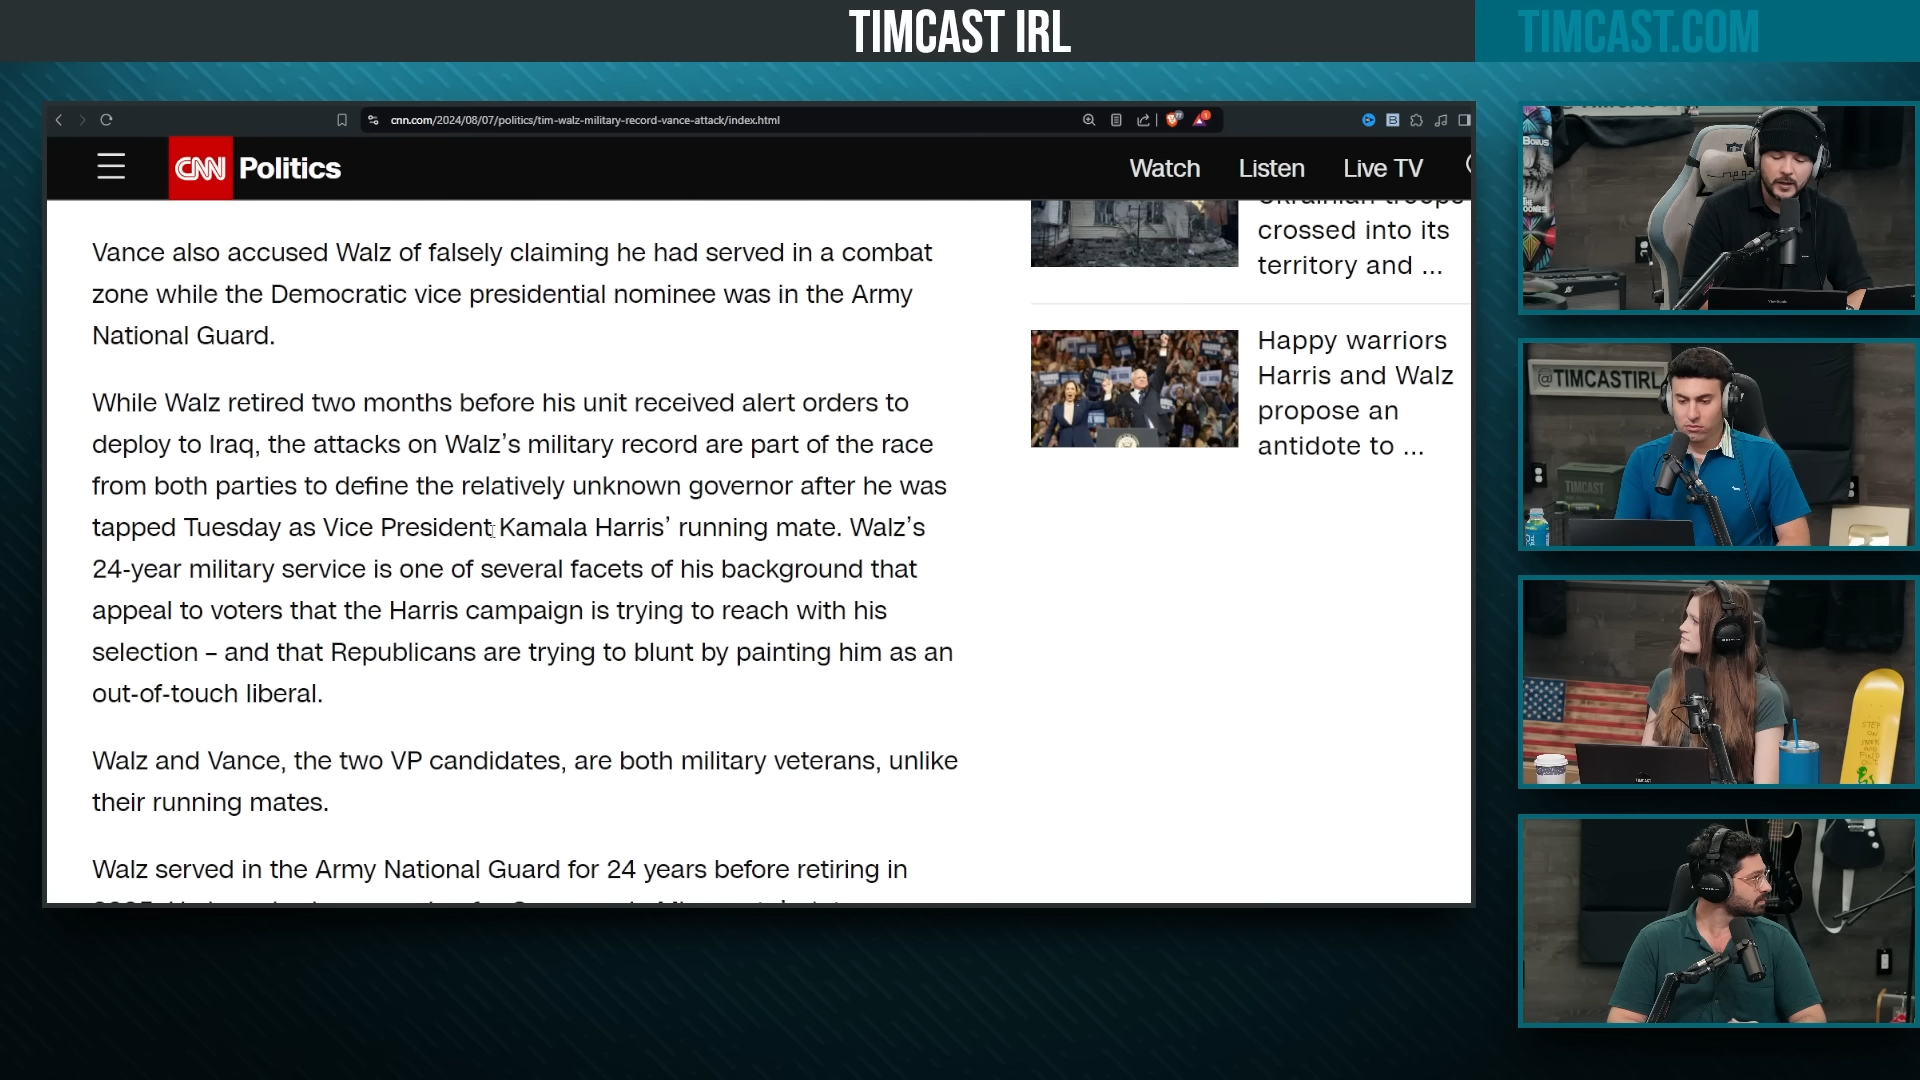 TIMCAST IRL
TIMCAST.COM
cnn.com/2024/08/07/politics/tim-walz-military-record-vance-attack/index.html
CNN Politics
Watch Listen Live TV
Vance also accused Walz of falsely claiming he had served in a combat
zone while the Democratic vice presidential nominee was in the Army
National Guard.
While Walz retired two months before his unit received alert orders to
deploy to Iraq, the attacks on Walz’s military record are part of the race
from both parties to define the relatively unknown governor after he was
tapped Tuesday as Vice President Kamala Harris’ running mate. Walz’s
24-year military service is one of several facets of his background that
appeal to voters that the Harris campaign is trying to reach with his
selection – and that Republicans are trying to blunt by painting him as an
out-of-touch liberal.
Walz and Vance, the two VP candidates, are both military veterans, unlike
their running mates.
Walz served in the Army National Guard for 24 years before retiring in
Ukrainian troops
crossed into its
territory and ...
Happy warriors
Harris and Walz
propose an
antidote to ...
@TIMCASTIRL
TIMCAST
STEP
ON